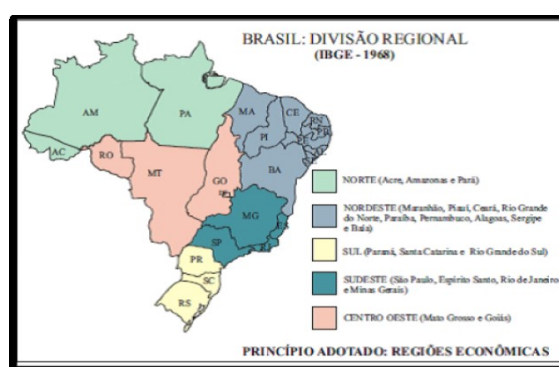 BRASIL: DIVISÃO REGIONAL
(IBGE - 1968)
AM
PA
MA
CE
RN
PI
AC
RO
MT
GO
BA
MG
ES
SP
RJ
PR
SC
RS
NORTE (Acre, Amazonas e Pará)
NORDESTE (Maranhão, Piauí, Ceará, Rio Grande
do Norte, Paraíba, Pernambuco, Alagoas, Sergipe
e Baía)
SUL (Paraná, Santa Catarina e Rio Grande do Sul)
SUDESTE (São Paulo, Espírito Santo, Rio de Janeiro
e Minas Gerais)
CENTRO OESTE (Mato Grosso e Goiás)
PRINCÍPIO ADOTADO: REGIÕES ECONÔMICAS